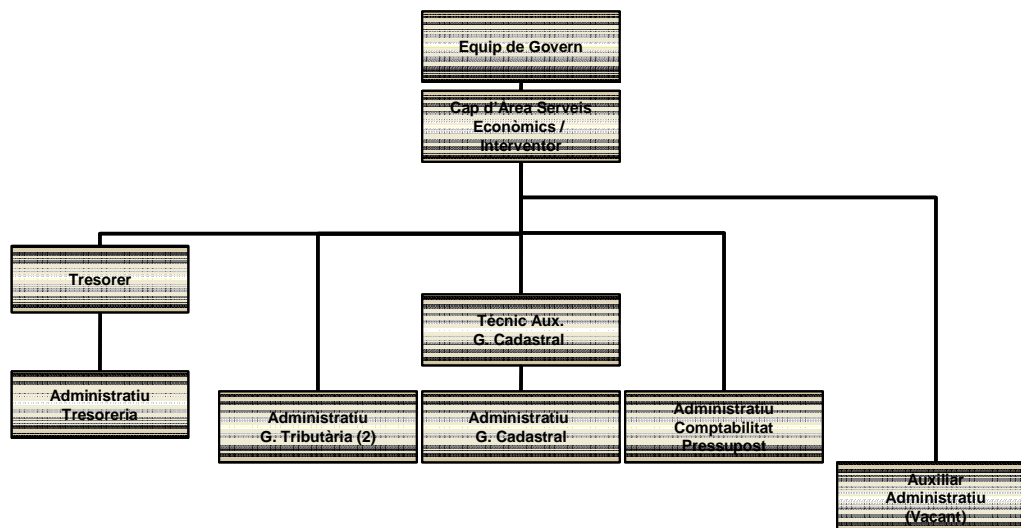 Equip de Govern
Cap d'Àrea Serveis
Econòmics /
Interventor
Tresorer
Tècnic Aux.
G. Cadastral
Administratiu
Tresoreria
Administratiu
G. Tributària (2)
Administratiu
G. Cadastral
Administratiu
Comptabilitat
Pressupost
Auxiliar
Administratiu
(Vacant)